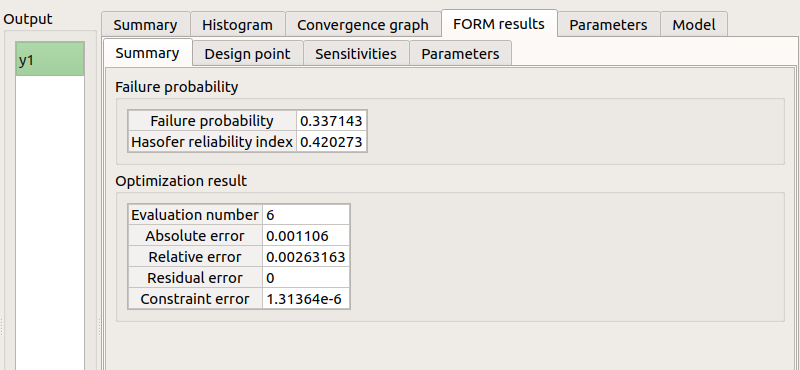 Output
y1
Summary Histogram Convergence graph FORM results Parameters Model
Summary Design point Sensitivities Parameters
Failure probability
Failure probability 0.337143
Hasofer reliability index 0.420273
Optimization result
Evaluation number 6
Absolute error 0.001106
Relative error 0.00263163
Residual error 0
Constraint error 1.31364e-6